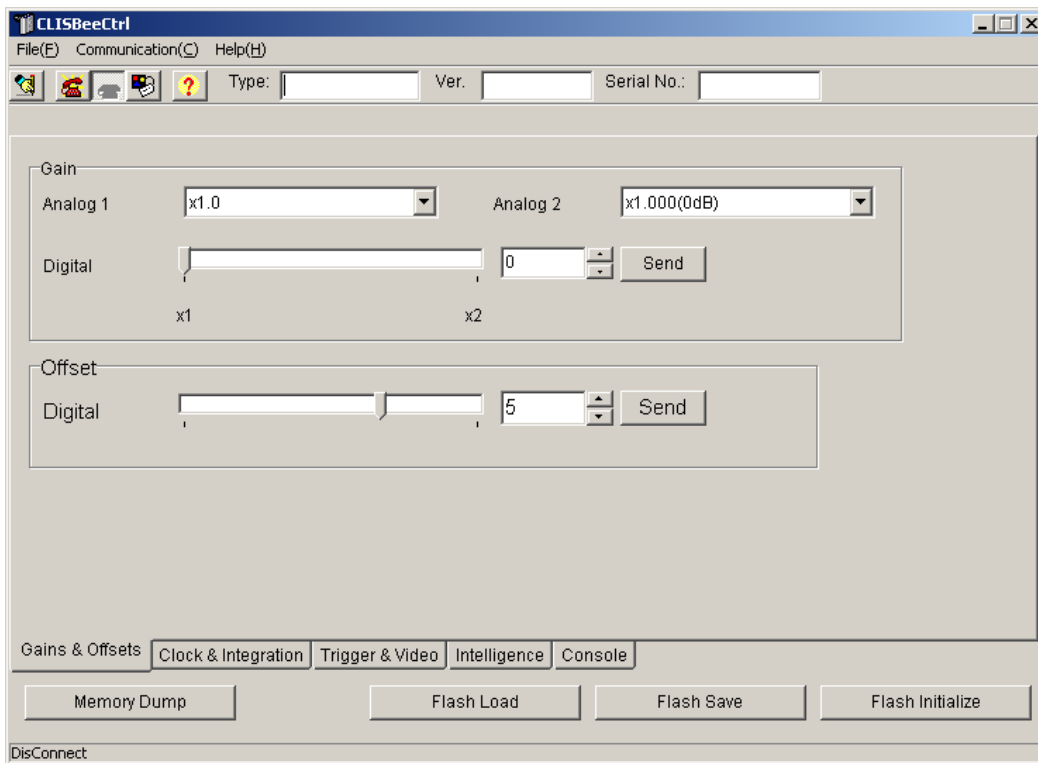 CLISBeeCtrl
File(F) Communication(C) Help(H)
? Type: Ver. Serial No.:
Gain
Analog 1 x1.0 Analog 2 x1.000(0dB)
Digital 0 Send
x1 x2
Offset
Digital 5 Send
Gains & Offsets Clock & Integration Trigger & Video Intelligence Console
Memory Dump Flash Load Flash Save Flash Initialize
DisConnect